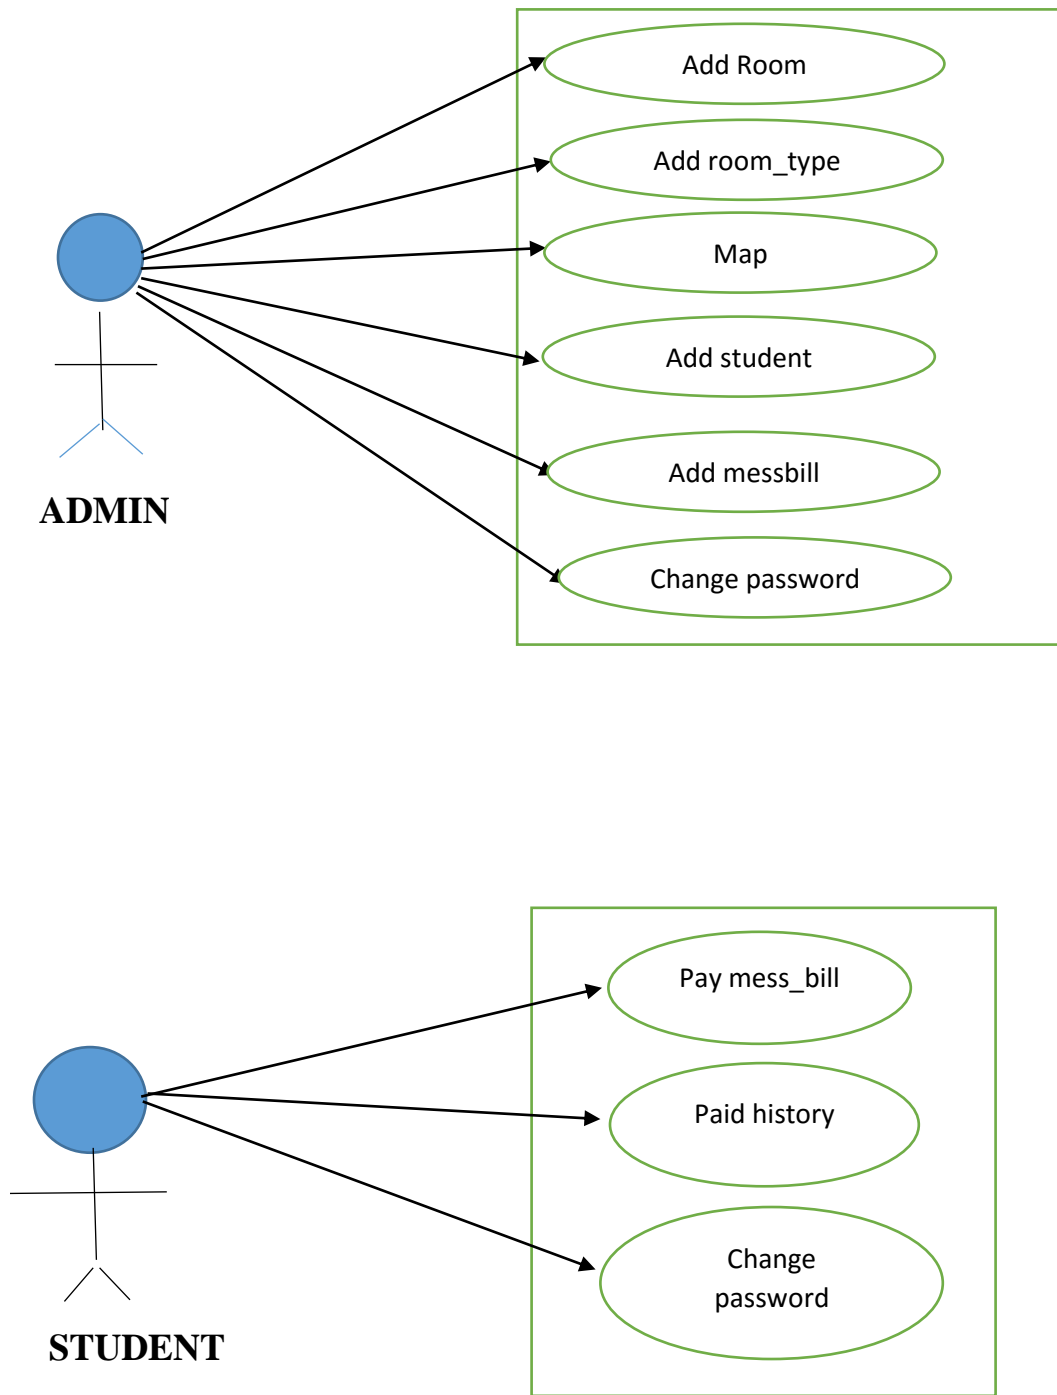 Add Room
Add room_type
Map
Add student
Add messbill
Change password
ADMIN
Pay mess_bill
Paid history
Change
password
STUDENT